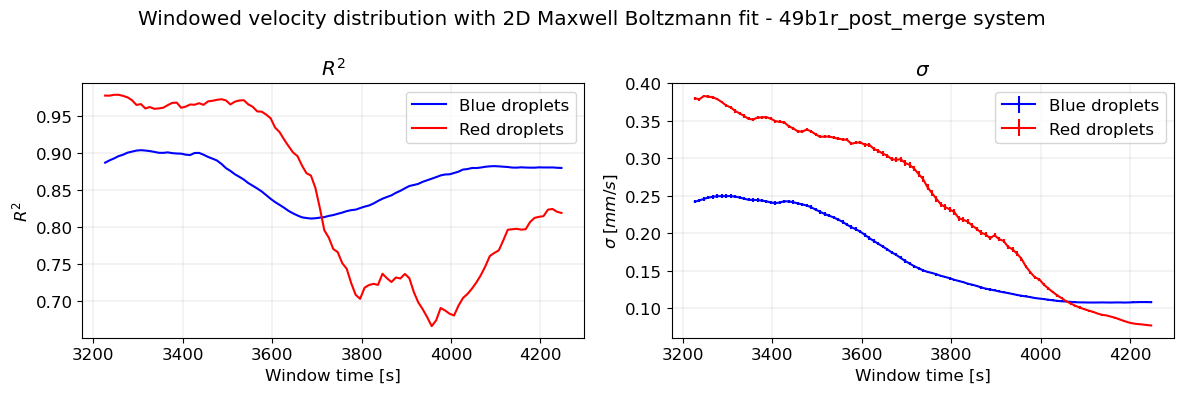 Windowed velocity distribution with 2D Maxwell Boltzmann fit - 49b1r_post_merge system
R²
0.95
0.90
0.85
0.80
0.75
0.70
R²
3200 3400 3600 3800 4000 4200
Window time [s]
Blue droplets
Red droplets
σ
0.40
0.35
0.30
0.25
0.20
0.15
0.10
σ [mm/s]
3200 3400 3600 3800 4000 4200
Window time [s]
Blue droplets
Red droplets